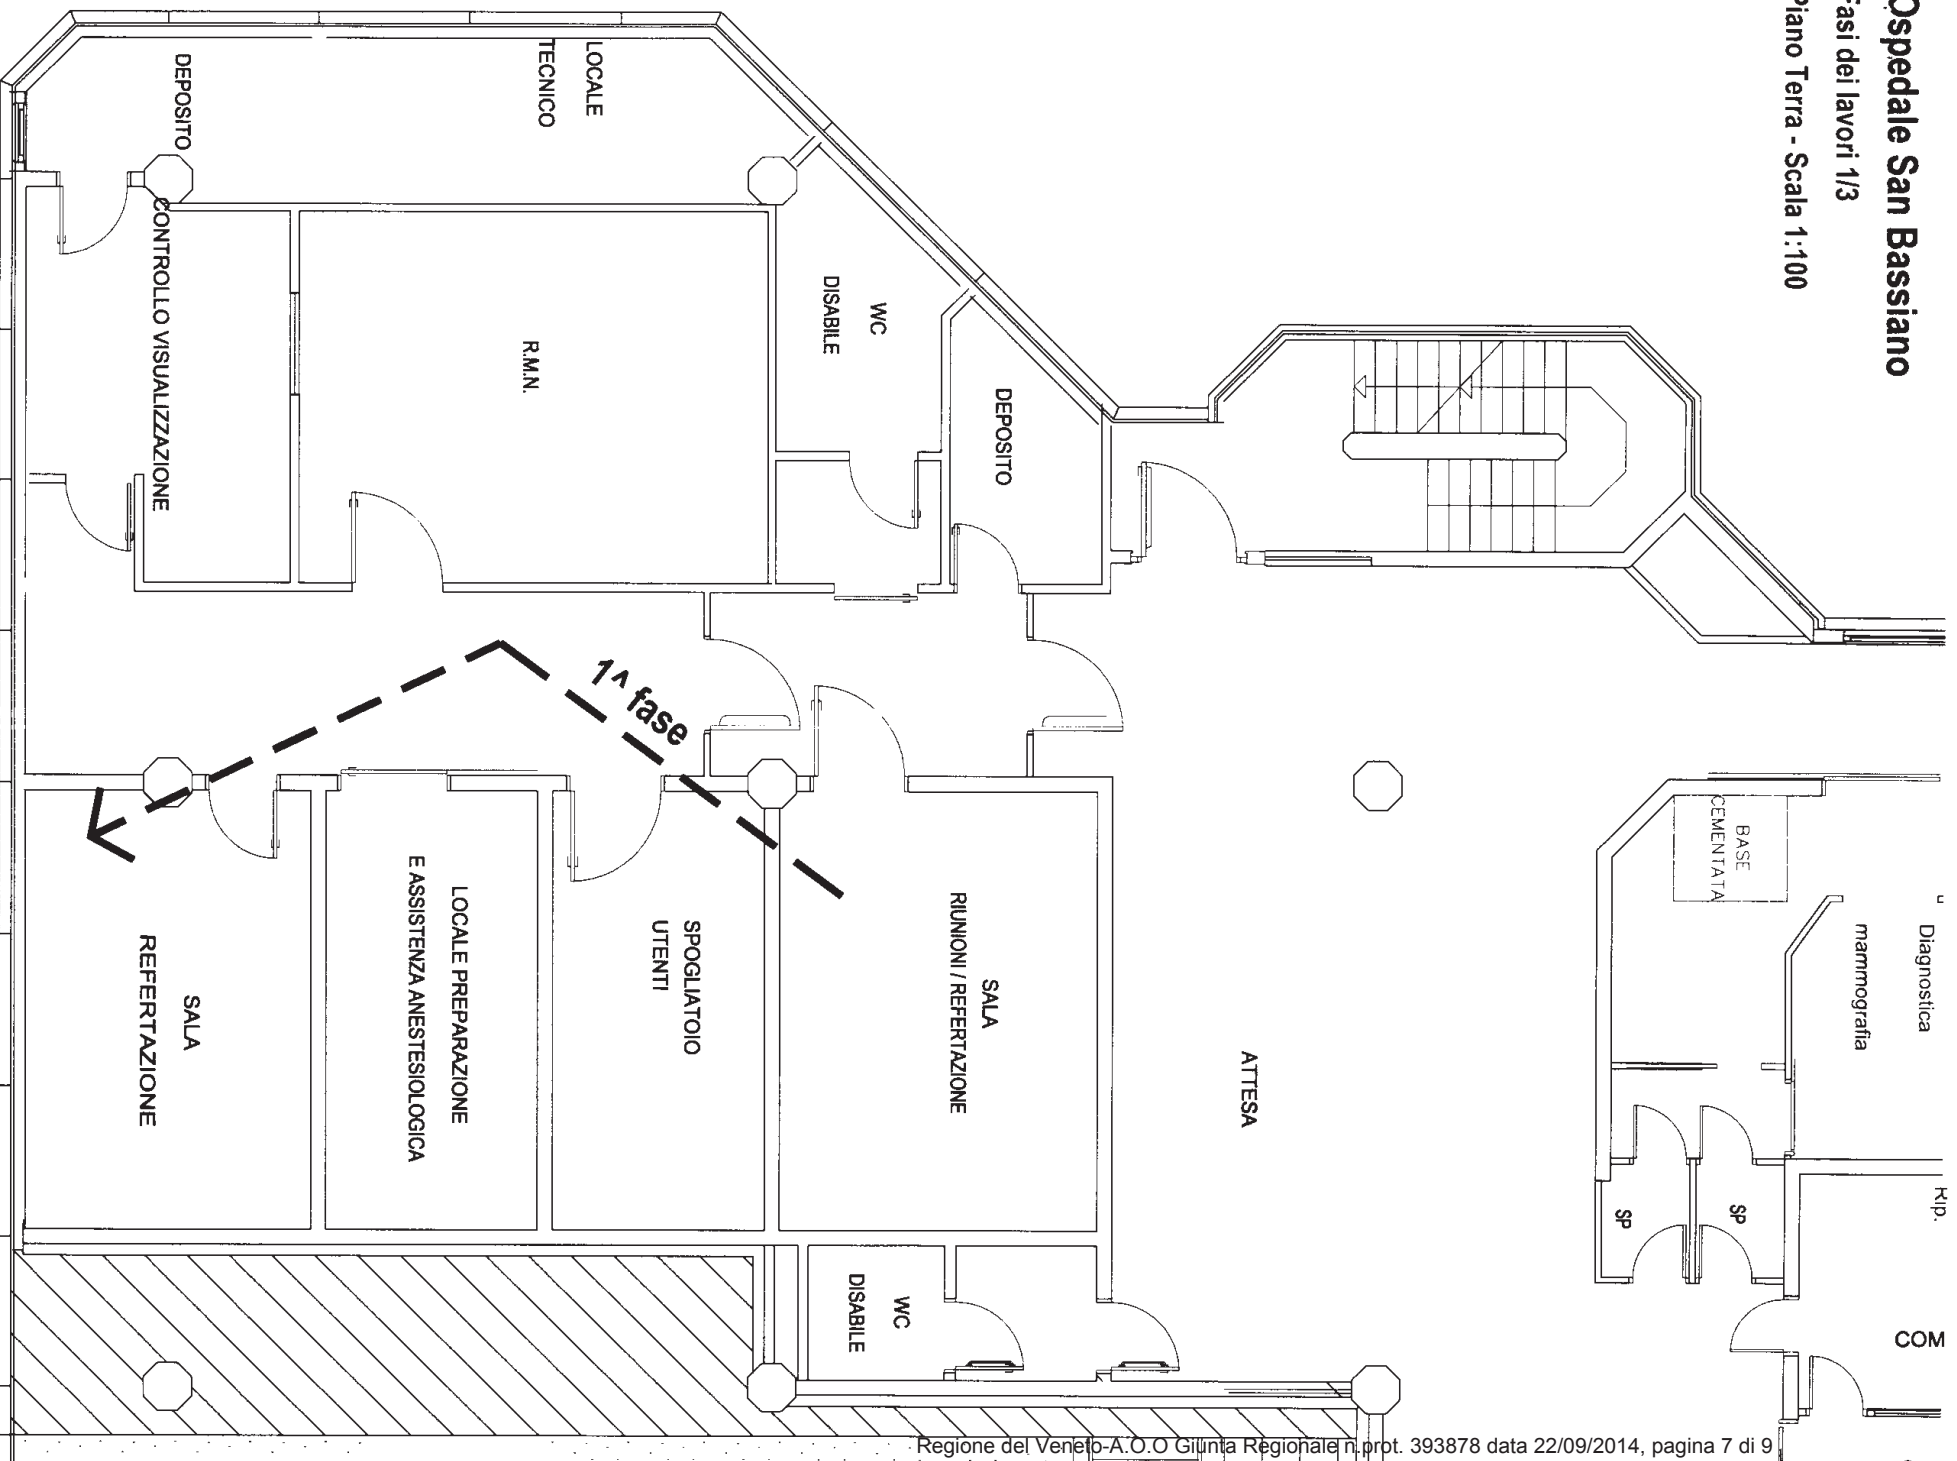 Ospedale San Bassiano
Fasi dei lavori 1/3
Piano Terra - Scala 1:100
DEPOSITO
LOCALE
TECNICO
CONTROLLO VISUALIZZAZIONE
R.M.N.
WC
DISABILE
DEPOSITO
1^ fase
SALA
REFERTAZIONE
LOCALE PREPARAZIONE
E ASSISTENZA ANESTESIOLOGICA
SPOGLIATOIO
UTENTI
SALA
RIUNIONI / REFERTAZIONE
ATTESA
BASE
CEMENTATA
Diagnostica
mammografia
Rip.
SP
SP
COM
WC
DISABILE
Regione del Veneto-A.O.O Giunta Regionale n.prot. 393878 data 22/09/2014, pagina 7 di 9